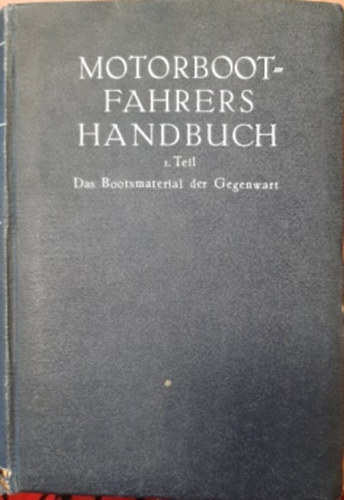 MOTORBOOT=
FAHRERS
HANDBUCH
1. Teil
Das Bootsmaterial der Gegenwart